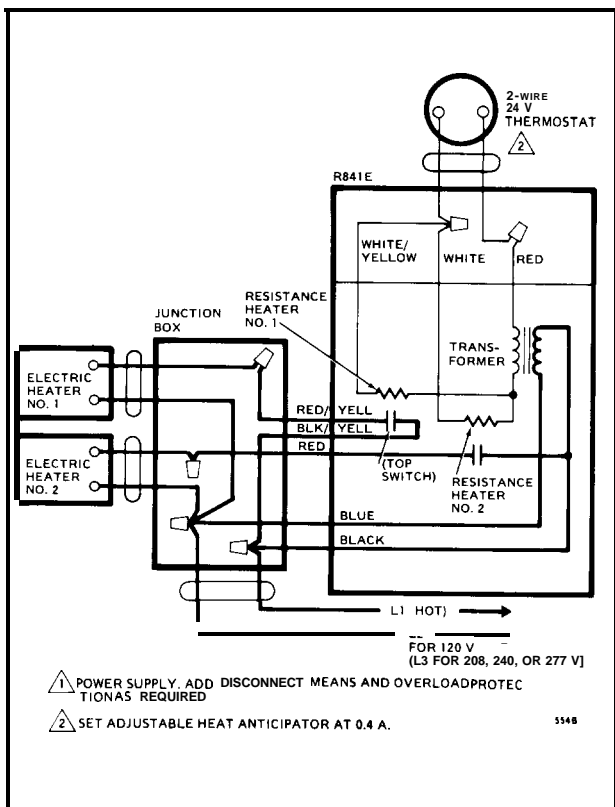 2-WIRE
24 V
THERMOSTAT
2
R841E
WHITE/
YELLOW
WHITE
RED
RESISTANCE
HEATER
NO. 1
JUNCTION
BOX
TRANS-
FORMER
ELECTRIC
HEATER
NO. 1
RED/ YELL
BLK/ YELL
RED
(TOP
SWITCH)
ELECTRIC
HEATER
NO. 2
RESISTANCE
HEATER
NO. 2
BLUE
BLACK
L1 HOT)
FOR 120 V
(L3 FOR 208, 240, OR 277 V]
1 POWER SUPPLY. ADD DISCONNECT MEANS AND OVERLOADPROTEC
TIONAS REQUIRED
2 SET ADJUSTABLE HEAT ANTICIPATOR AT 0.4 A.